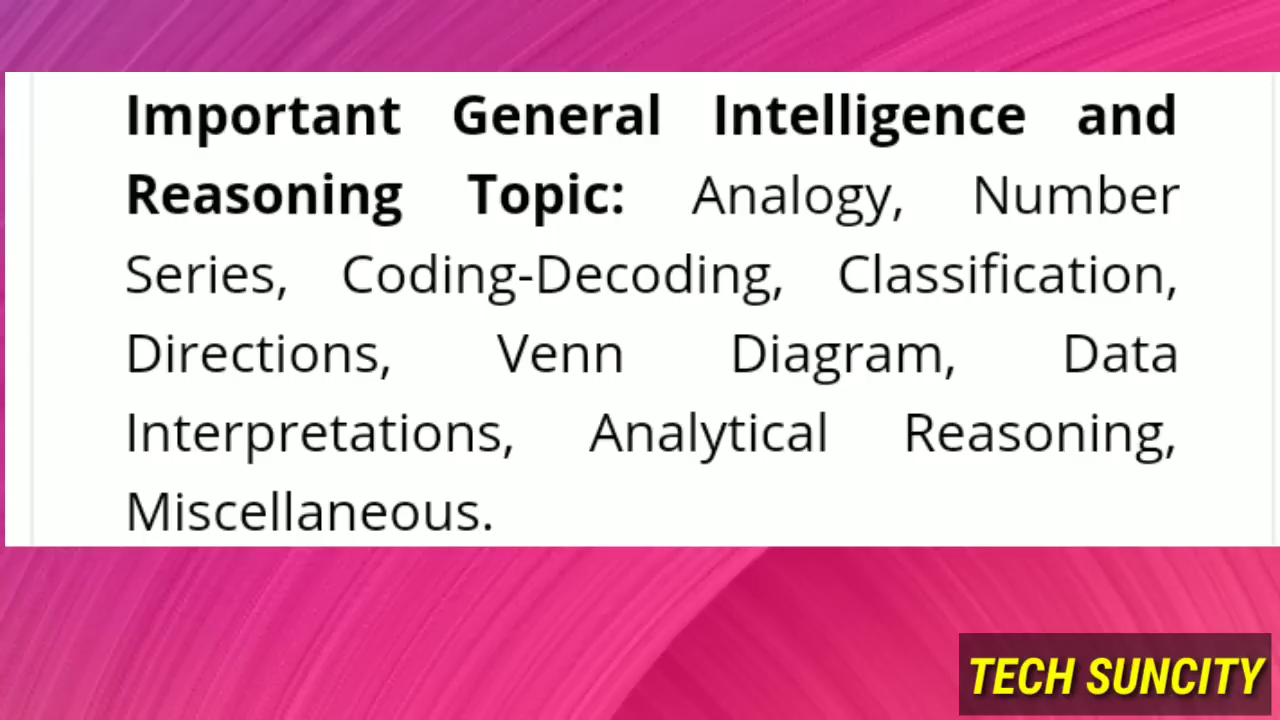 Important General Intelligence and
Reasoning Topic: Analogy, Number
Series, Coding-Decoding, Classification,
Directions, Venn Diagram, Data
Interpretations, Analytical Reasoning,
Miscellaneous.
TECH SUNCITY